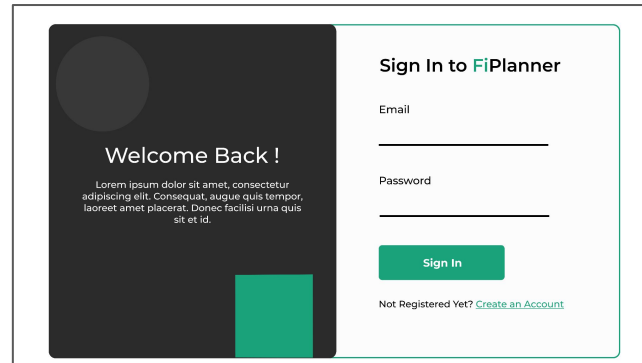 Welcome Back !
Lorem ipsum dolor sit amet, consectetur
adipiscing elit. Consequat, augue quis tempor,
laoreet amet placerat. Donec facilisi urna quis
sit et id.
Sign In to FiPlanner
Email
Password
Sign In
Not Registered Yet? Create an Account